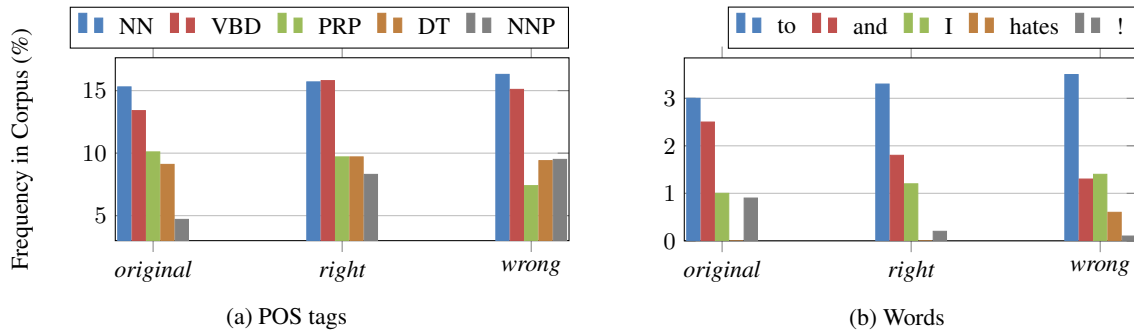 NN VBD PRP DT NNP
to and I hates !
Frequency in Corpus (%)
15
10
5
original right wrong
(a) POS tags
3
2
1
0
original right wrong
(b) Words